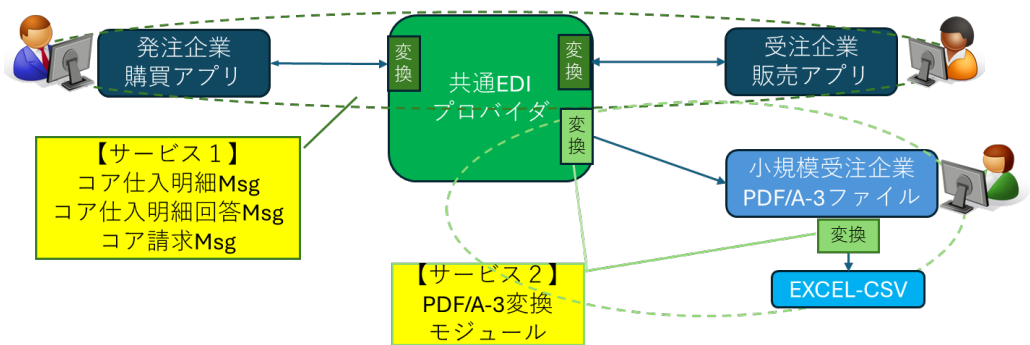 発注企業
購買アプリ
変換
共通EDI
プロバイダ
変換
受注企業
販売アプリ
変換
【サービス１】
コア仕入明細Msg
コア仕入明細回答Msg
コア請求Msg
小規模受注企業
PDF/A-3ファイル
変換
【サービス２】
PDF/A-3変換
モジュール
EXCEL-CSV